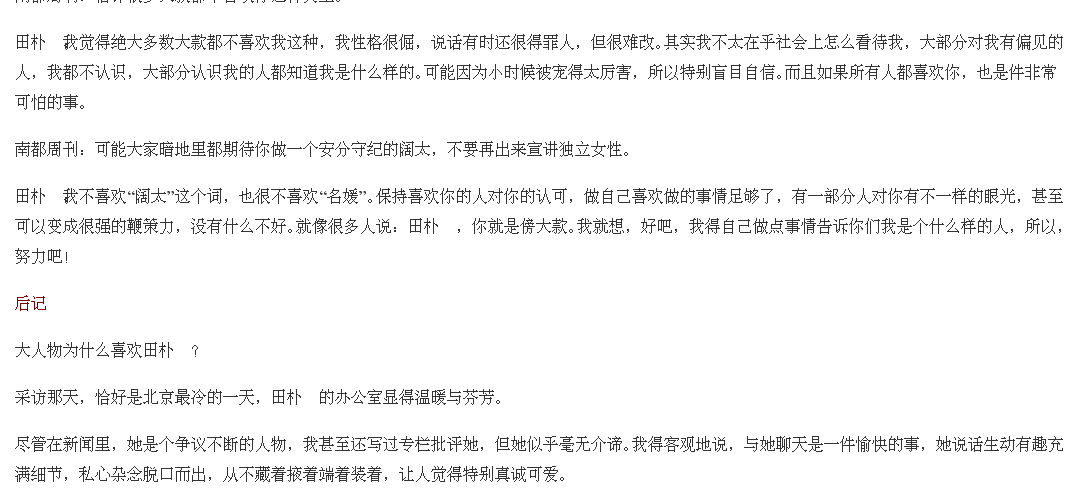 田朴　我觉得绝大多数大款都不喜欢我这种，我性格很倔，说话有时还很得罪人，但很难改。其实我不太在乎社会上怎么看待我，大部分对我有偏见的
人，我都不认识，大部分认识我的人都知道我是什么样的。可能因为小时候被宠得太厉害，所以特别盲目自信。而且如果所有人都喜欢你，也是件非常
可怕的事。
南都周刊：可能大家暗地里都期待你做一个安分守纪的阔太，不要再出来宣讲独立女性。
田朴　我不喜欢“阔太”这个词，也很不喜欢“名媛”。保持喜欢你的人对你的认可，做自己喜欢做的事情足够了，有一部分人对你有不一样的眼光，甚至
可以变成很强的鞭策力，没有什么不好。就像很多人说：田朴　，你就是傍大款。我就想，好吧，我得自己做点事情告诉你们我是个什么样的人，所以，
努力吧！
后记
大人物为什么喜欢田朴　？
采访那天，恰好是北京最冷的一天，田朴　的办公室显得温暖与芬芳。
尽管在新闻里，她是个争议不断的人物，我甚至还写过专栏批评她，但她似乎毫无介谛。我得客观地说，与她聊天是一件愉快的事，她说话生动有趣充
满细节，私心杂念脱口而出，从不藏着掖着端着装着，让人觉得特别真诚可爱。